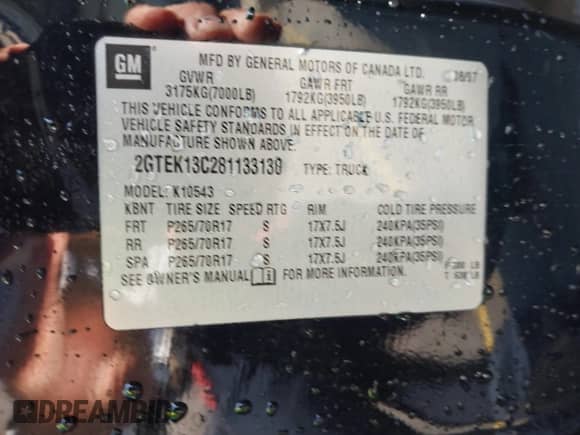 GM
MFD BY GENERAL MOTORS OF CANADA LTD.
GVWR GAWR FRT GAWR RR
3175KG(7000LB) 1792KG(3950LB) 1792KG(3950LB)
THIS VEHICLE CONFORMS TO ALL APPLICABLE U.S. FEDERAL MOTOR
VEHICLE SAFETY STANDARDS IN EFFECT ON THE DATE OF
MANUFACTURE SHOWN ABOVE.
2GTEK13C281133130 TYPE: TRUCK
MODEL: K10543
KBNT TIRE SIZE SPEED RTG RIM COLD TIRE PRESSURE
FRT P265/70R17 S 17X7.5J 240KPA(35PSI)
RR P265/70R17 S 17X7.5J 240KPA(35PSI)
SPA P265/70R17 S 17X7.5J 240KPA(35PSI)
SEE OWNER'S MANUAL FOR MORE INFORMATION.
DREAMBID